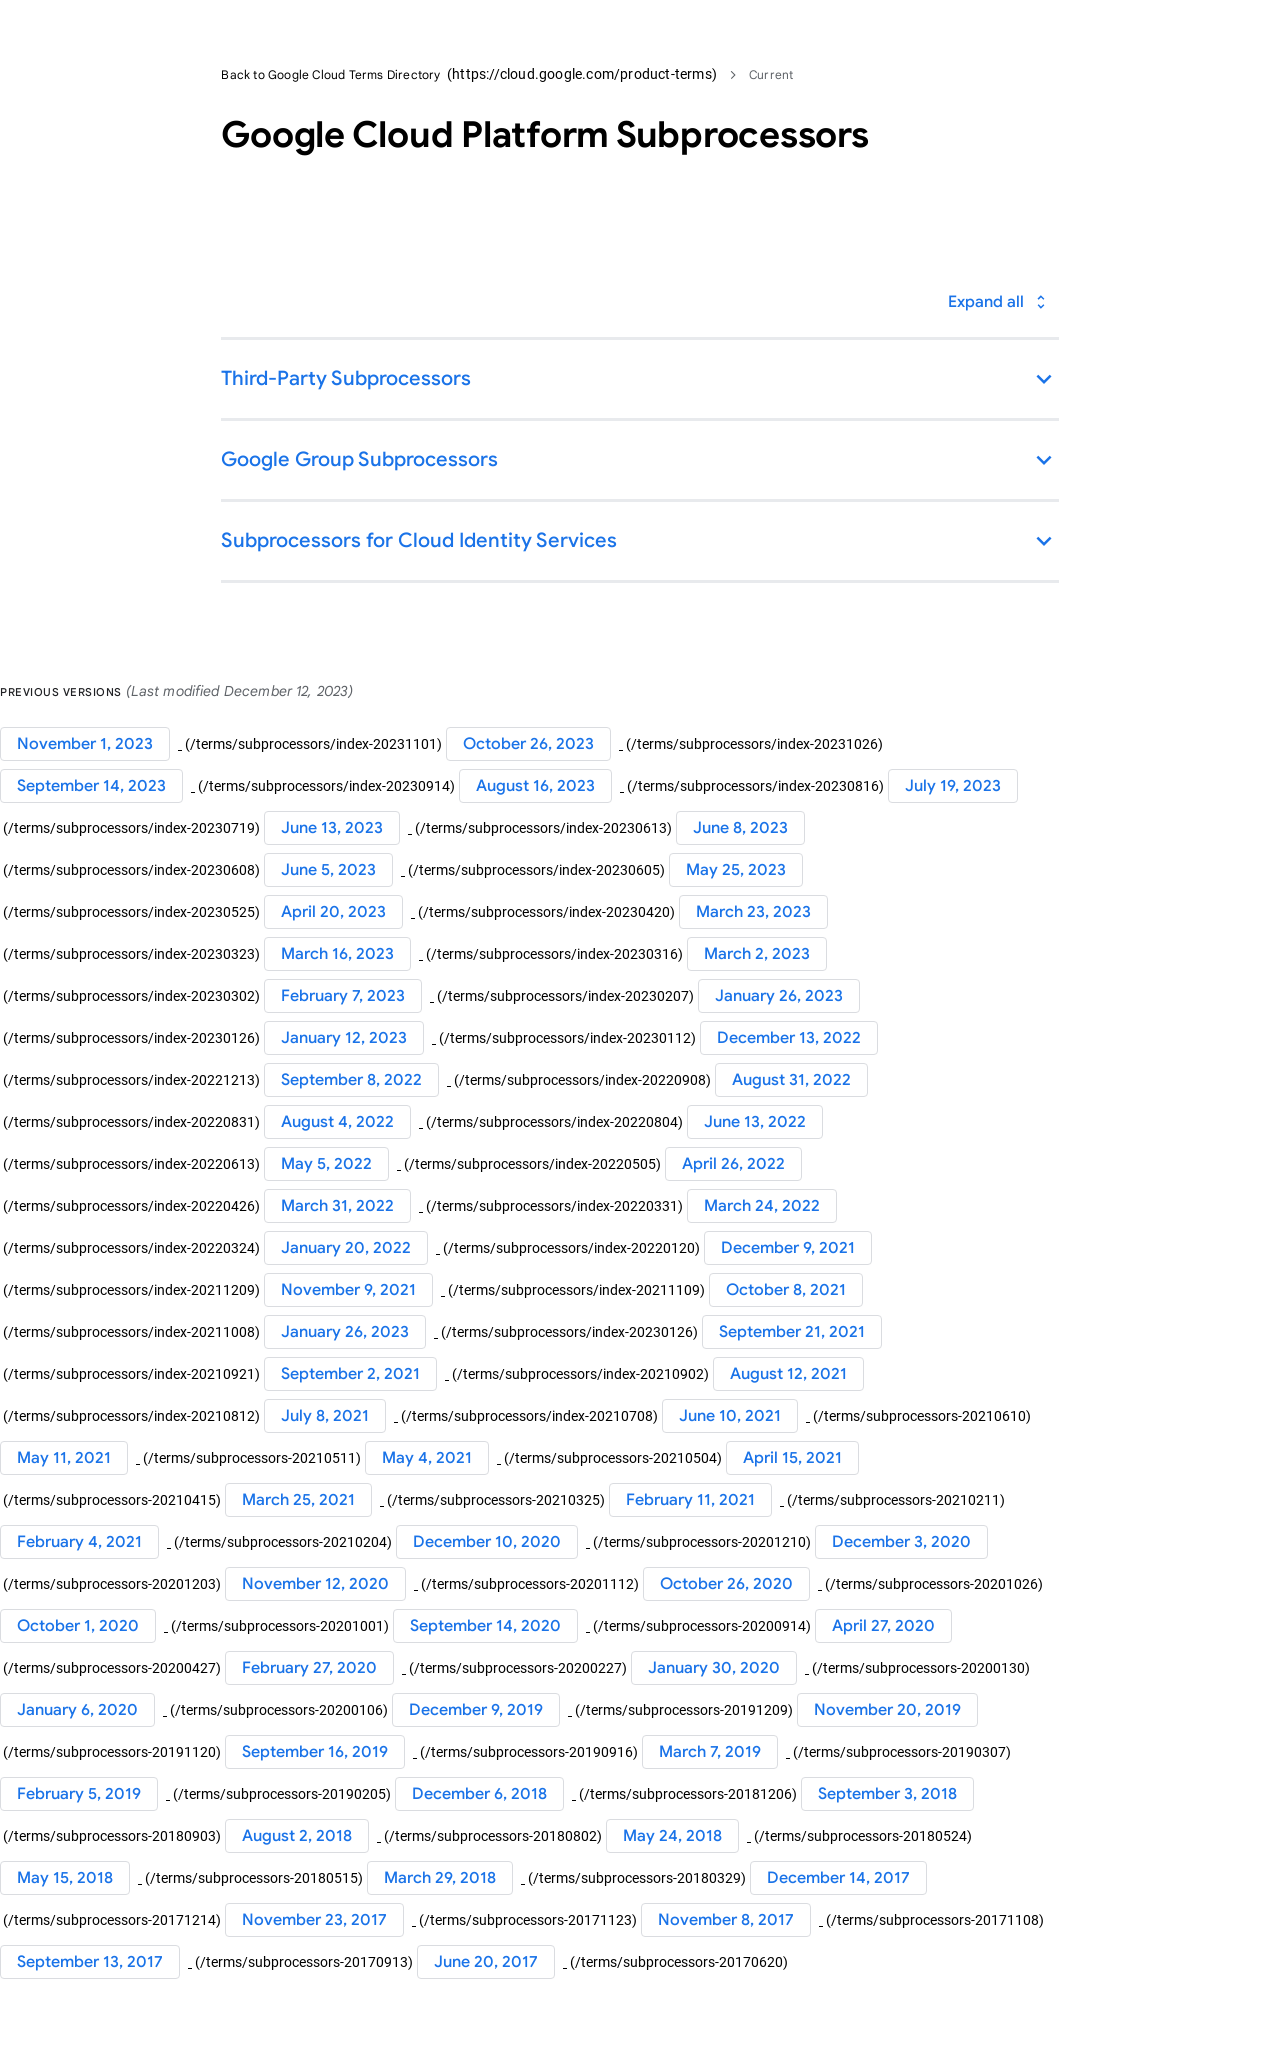 Back to Google Cloud Terms Directory (https://cloud.google.com/product-terms) > Current
Google Cloud Platform Subprocessors
Expand all
Third-Party Subprocessors
Google Group Subprocessors
Subprocessors for Cloud Identity Services
PREVIOUS VERSIONS (Last modified December 12, 2023)
November 1, 2023 (/terms/subprocessors/index-20231101) October 26, 2023 (/terms/subprocessors/index-20231026)
September 14, 2023 (/terms/subprocessors/index-20230914) August 16, 2023 (/terms/subprocessors/index-20230816) July 19, 2023
(/terms/subprocessors/index-20230719) June 13, 2023 (/terms/subprocessors/index-20230613) June 8, 2023
(/terms/subprocessors/index-20230608) June 5, 2023 (/terms/subprocessors/index-20230605) May 25, 2023
(/terms/subprocessors/index-20230525) April 20, 2023 (/terms/subprocessors/index-20230420) March 23, 2023
(/terms/subprocessors/index-20230323) March 16, 2023 (/terms/subprocessors/index-20230316) March 2, 2023
(/terms/subprocessors/index-20230302) February 7, 2023 (/terms/subprocessors/index-20230207) January 26, 2023
(/terms/subprocessors/index-20230126) January 12, 2023 (/terms/subprocessors/index-20230112) December 13, 2022
(/terms/subprocessors/index-20221213) September 8, 2022 (/terms/subprocessors/index-20220908) August 31, 2022
(/terms/subprocessors/index-20220831) August 4, 2022 (/terms/subprocessors/index-20220804) June 13, 2022
(/terms/subprocessors/index-20220613) May 5, 2022 (/terms/subprocessors/index-20220505) April 26, 2022
(/terms/subprocessors/index-20220426) March 31, 2022 (/terms/subprocessors/index-20220331) March 24, 2022
(/terms/subprocessors/index-20220324) January 20, 2022 (/terms/subprocessors/index-20220120) December 9, 2021
(/terms/subprocessors/index-20211209) November 9, 2021 (/terms/subprocessors/index-20211109) October 8, 2021
(/terms/subprocessors/index-20211008) January 26, 2023 (/terms/subprocessors/index-20230126) September 21, 2021
(/terms/subprocessors/index-20210921) September 2, 2021 (/terms/subprocessors/index-20210902) August 12, 2021
(/terms/subprocessors/index-20210812) July 8, 2021 (/terms/subprocessors/index-20210708) June 10, 2021 (/terms/subprocessors-20210610)
May 11, 2021 (/terms/subprocessors-20210511) May 4, 2021 (/terms/subprocessors-20210504) April 15, 2021
(/terms/subprocessors-20210415) March 25, 2021 (/terms/subprocessors-20210325) February 11, 2021 (/terms/subprocessors-20210211)
February 4, 2021 (/terms/subprocessors-20210204) December 10, 2020 (/terms/subprocessors-20201210) December 3, 2020
(/terms/subprocessors-20201203) November 12, 2020 (/terms/subprocessors-20201112) October 26, 2020 (/terms/subprocessors-20201026)
October 1, 2020 (/terms/subprocessors-20201001) September 14, 2020 (/terms/subprocessors-20200914) April 27, 2020
(/terms/subprocessors-20200427) February 27, 2020 (/terms/subprocessors-20200227) January 30, 2020 (/terms/subprocessors-20200130)
January 6, 2020 (/terms/subprocessors-20200106) December 9, 2019 (/terms/subprocessors-20191209) November 20, 2019
(/terms/subprocessors-20191120) September 16, 2019 (/terms/subprocessors-20190916) March 7, 2019 (/terms/subprocessors-20190307)
February 5, 2019 (/terms/subprocessors-20190205) December 6, 2018 (/terms/subprocessors-20181206) September 3, 2018
(/terms/subprocessors-20180903) August 2, 2018 (/terms/subprocessors-20180802) May 24, 2018 (/terms/subprocessors-20180524)
May 15, 2018 (/terms/subprocessors-20180515) March 29, 2018 (/terms/subprocessors-20180329) December 14, 2017
(/terms/subprocessors-20171214) November 23, 2017 (/terms/subprocessors-20171123) November 8, 2017 (/terms/subprocessors-20171108)
September 13, 2017 (/terms/subprocessors-20170913) June 20, 2017 (/terms/subprocessors-20170620)